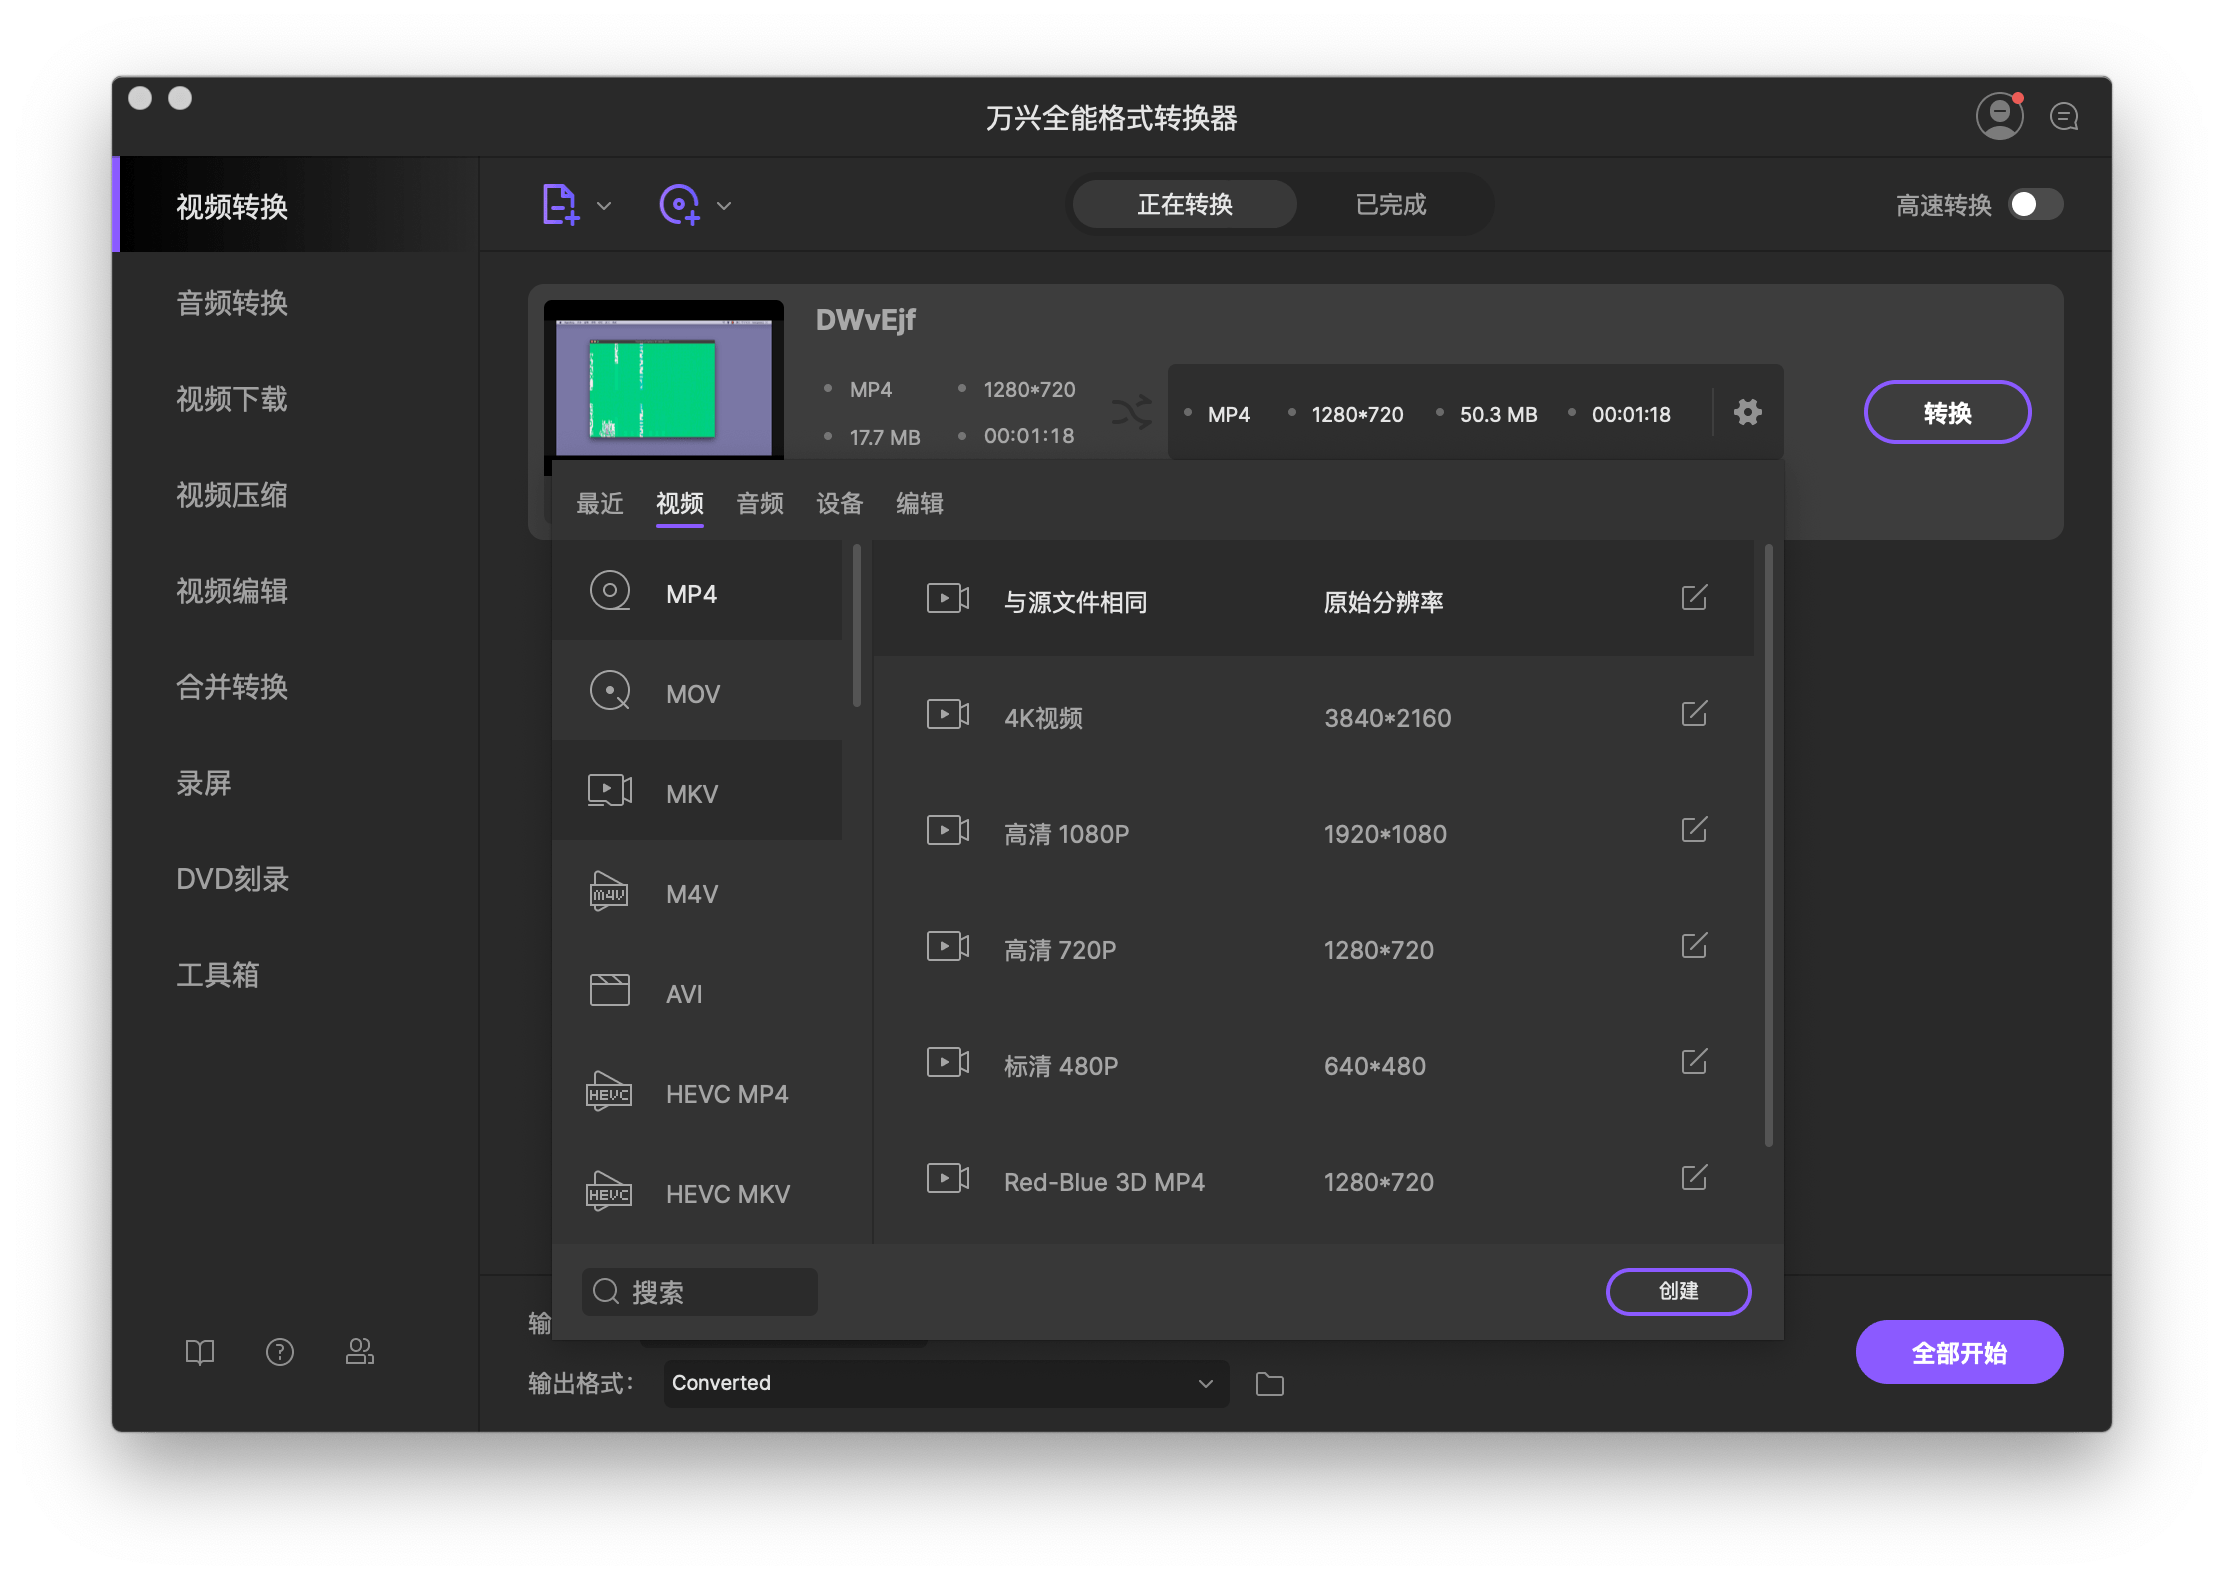 万兴全能格式转换器
视频转换
音频转换
视频下载
视频压缩
视频编辑
合并转换
录屏
DVD刻录
工具箱
正在转换
已完成
高速转换
DWvEjf
MP4
1280*720
17.7 MB
00:01:18
MP4
1280*720
50.3 MB
00:01:18
转换
最近
视频
音频
设备
编辑
MP4
MOV
MKV
M4V
M4V
AVI
HEVC
HEVC MP4
HEVC
HEVC MKV
与源文件相同
原始分辨率
4K视频
3840*2160
高清 1080P
1920*1080
高清 720P
1280*720
标清 480P
640*480
Red-Blue 3D MP4
1280*720
搜索
创建
输
输出格式：
Converted
全部开始